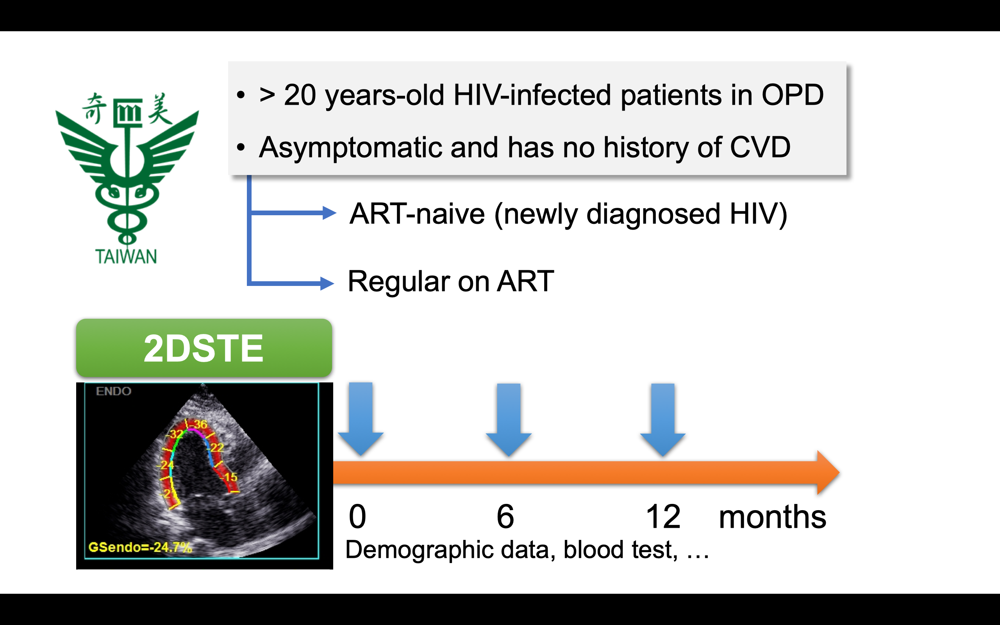 奇美
TAIWAN
• > 20 years-old HIV-infected patients in OPD
• Asymptomatic and has no history of CVD
ART-naive (newly diagnosed HIV)
Regular on ART
2DSTE
ENDO
-36
-32
-22
-24
-15
GSendo=-24.7%
0 6 12 months
Demographic data, blood test, …